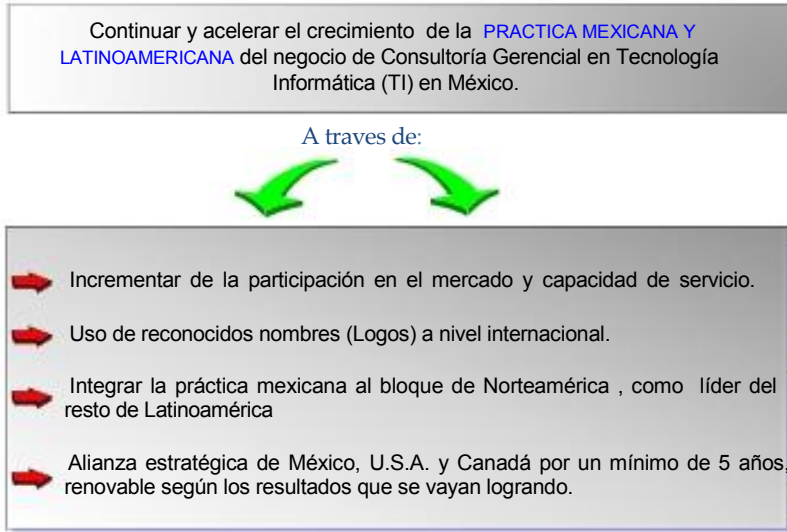 Continuar y acelerar el crecimiento de la PRACTICA MEXICANA Y
LATINOAMERICANA del negocio de Consultoría Gerencial en Tecnología
Informática (TI) en México.
A traves de:
Incrementar de la participación en el mercado y capacidad de servicio.
Uso de reconocidos nombres (Logos) a nivel internacional.
Integrar la práctica mexicana al bloque de Norteamérica , como líder del
resto de Latinoamérica
Alianza estratégica de México, U.S.A. y Canadá por un mínimo de 5 años,
renovable según los resultados que se vayan logrando.